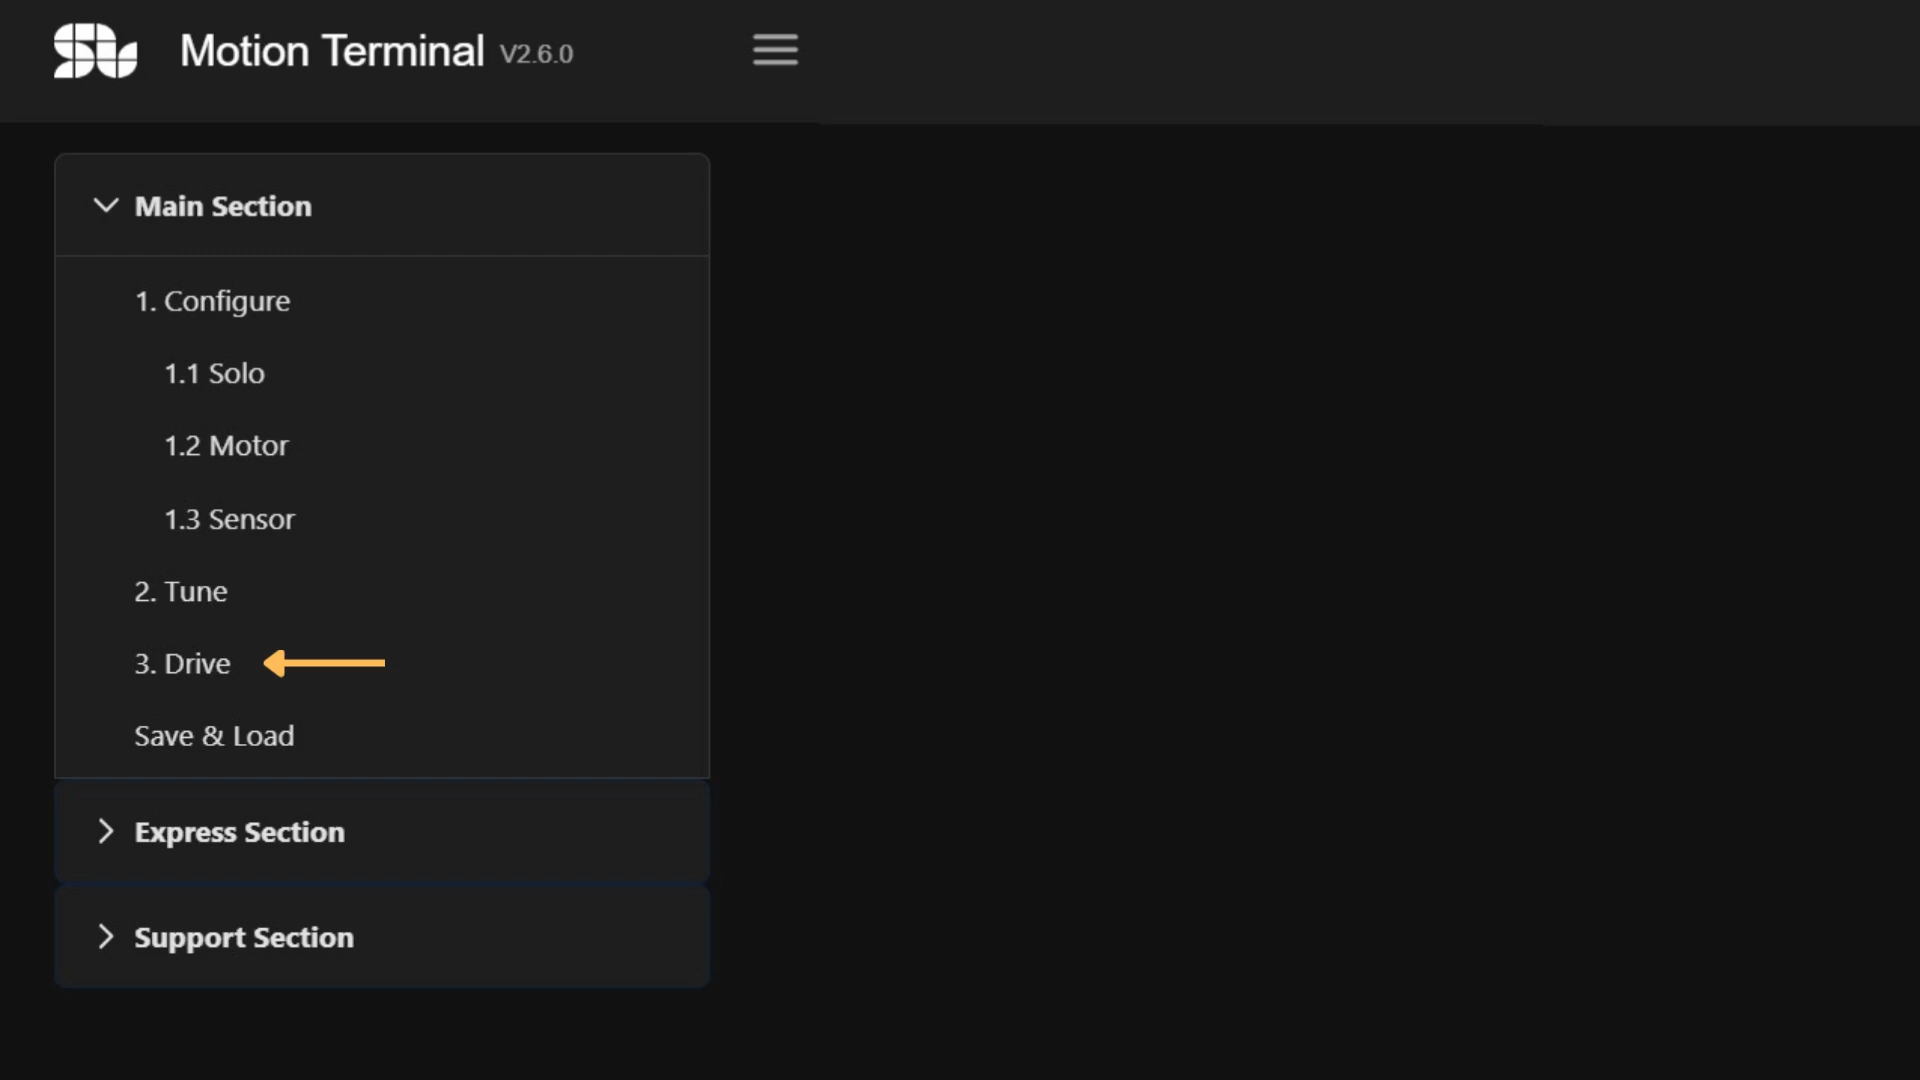 Motion Terminal V2.6.0
Main Section
1. Configure
1.1 Solo
1.2 Motor
1.3 Sensor
2. Tune
3. Drive
Save & Load
Express Section
Support Section